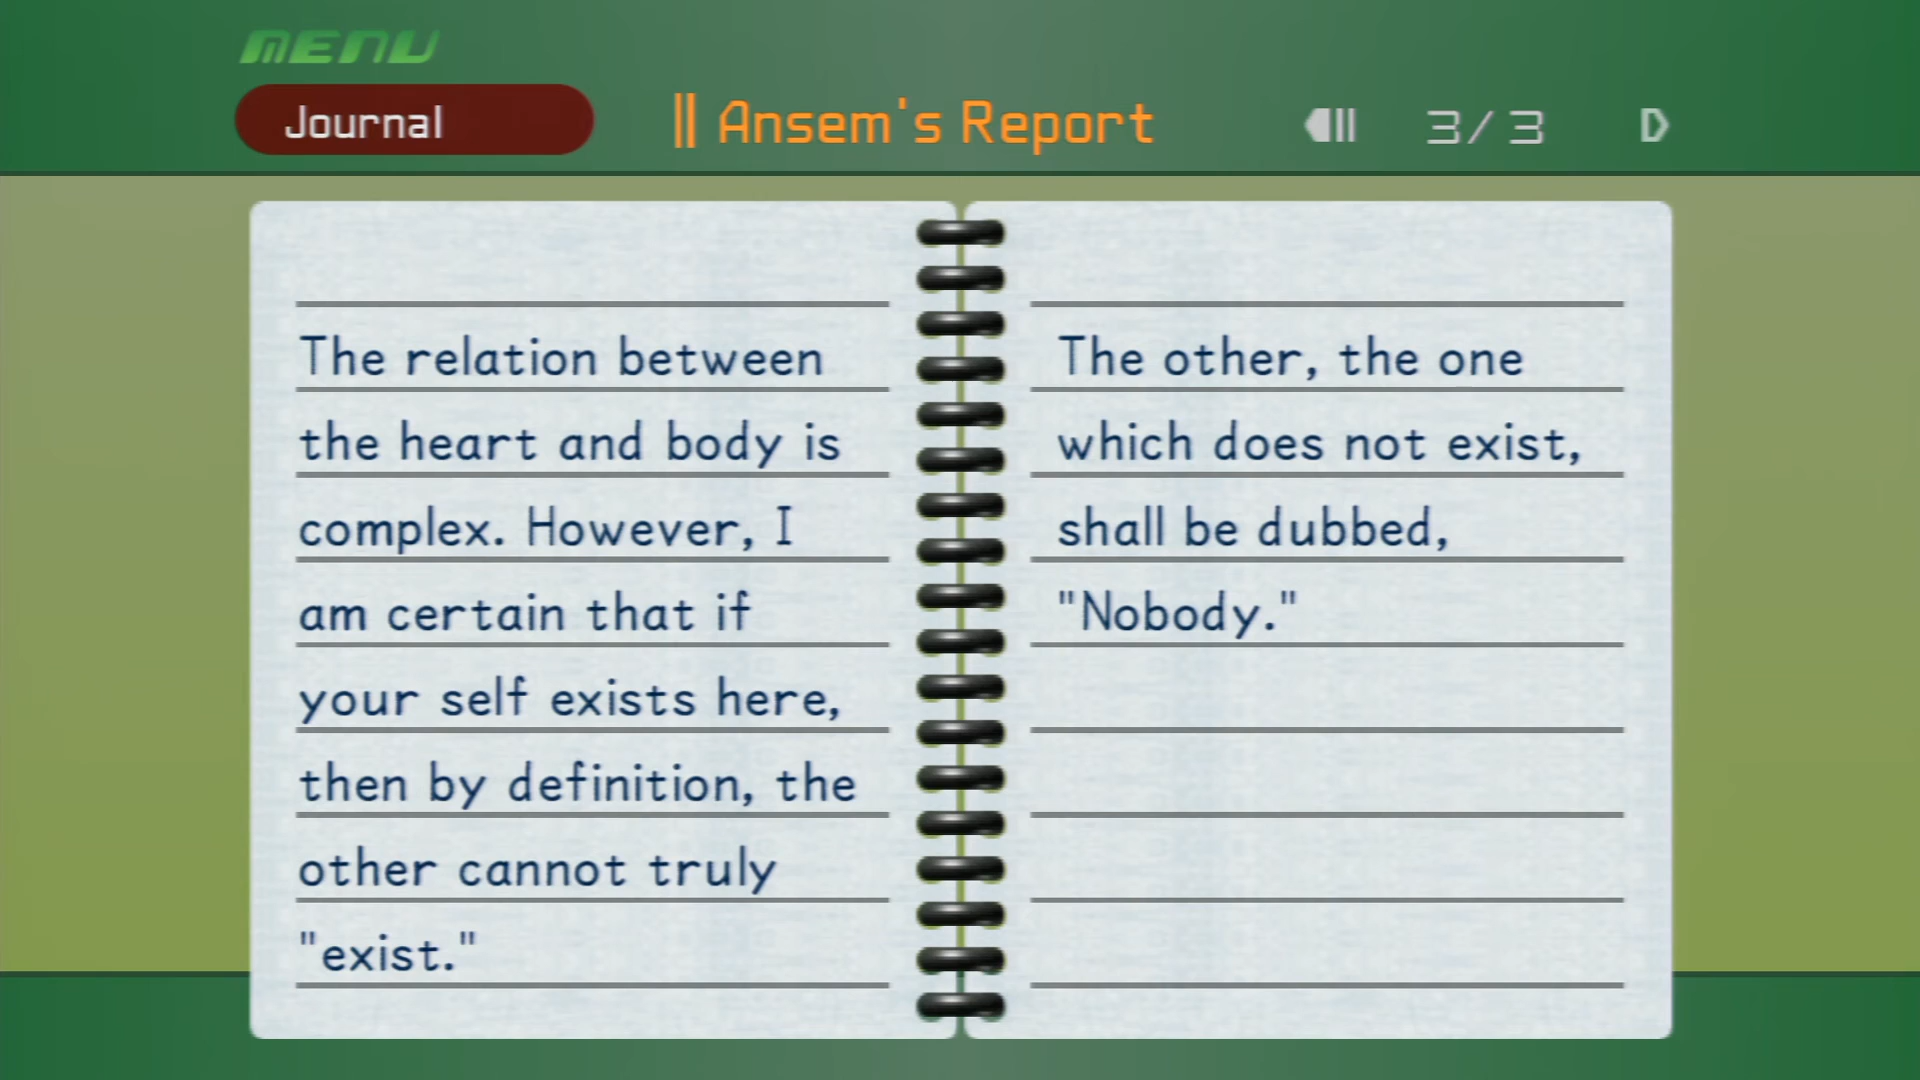 MENU
Journal
Ansem's Report
3/3
The relation between
the heart and body is
complex. However, I
am certain that if
your self exists here,
then by definition, the
other cannot truly
"exist."
The other, the one
which does not exist,
shall be dubbed,
"Nobody."